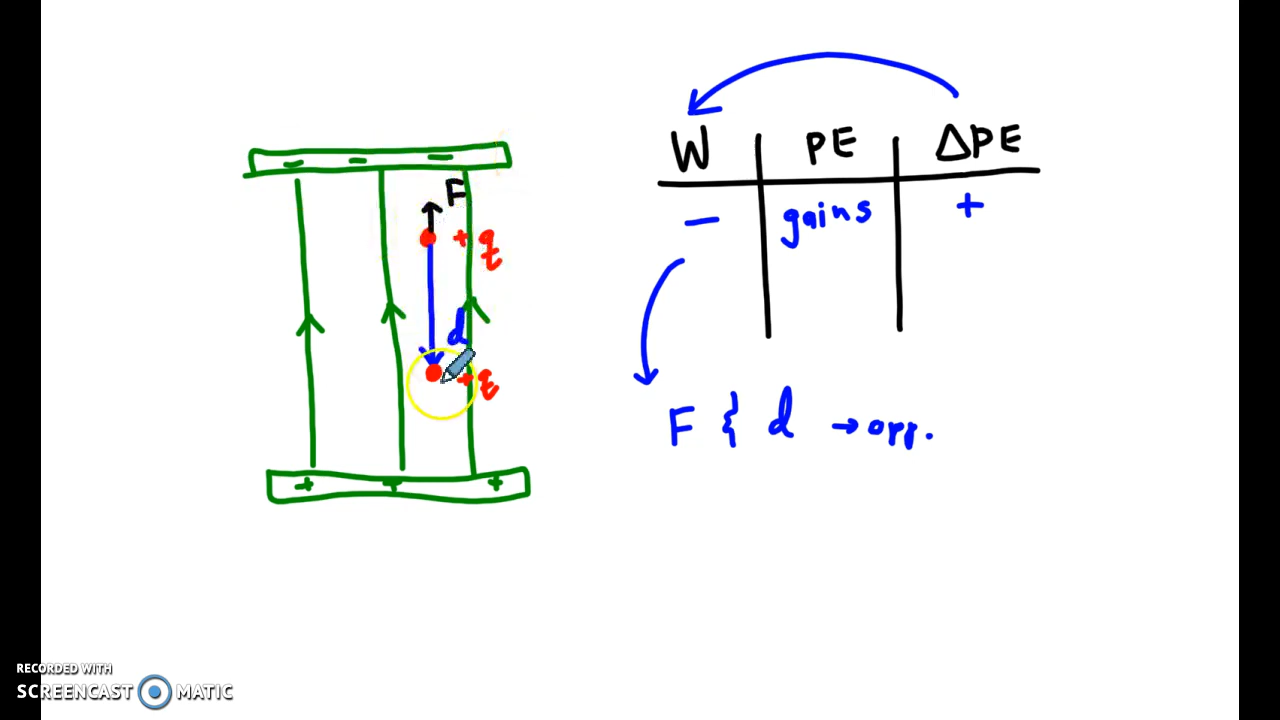 W PE ΔPE
− gains +
− − −
F
+ q
d
+ q
F { d → opp.
+ + +
RECORDED WITH
SCREENCAST MATIC